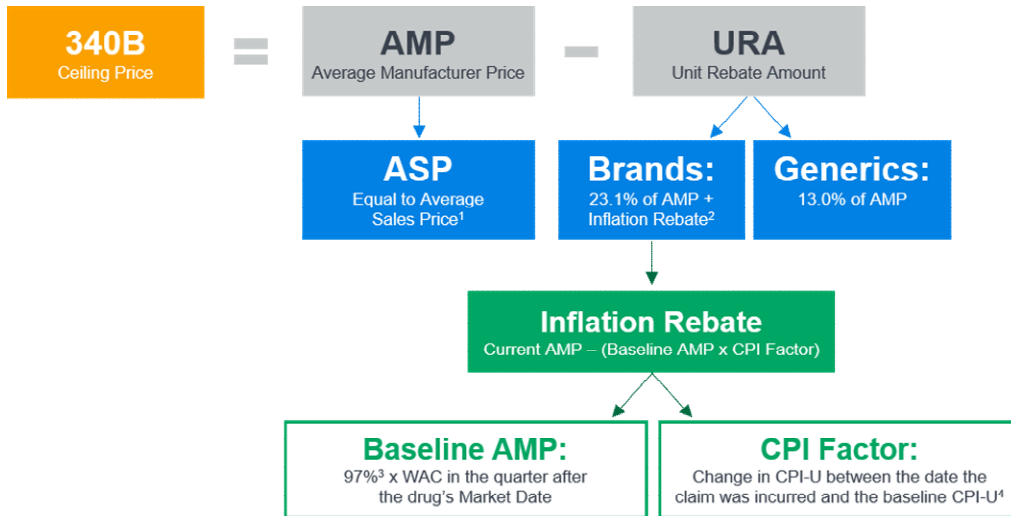 340B
Ceiling Price
=
AMP
Average Manufacturer Price
–
URA
Unit Rebate Amount
ASP
Equal to Average
Sales Price¹
Brands:
23.1% of AMP +
Inflation Rebate²
Generics:
13.0% of AMP
Inflation Rebate
Current AMP – (Baseline AMP x CPI Factor)
Baseline AMP:
97%³ x WAC in the quarter after
the drug's Market Date
CPI Factor:
Change in CPI-U between the date the
claim was incurred and the baseline CPI-U⁴